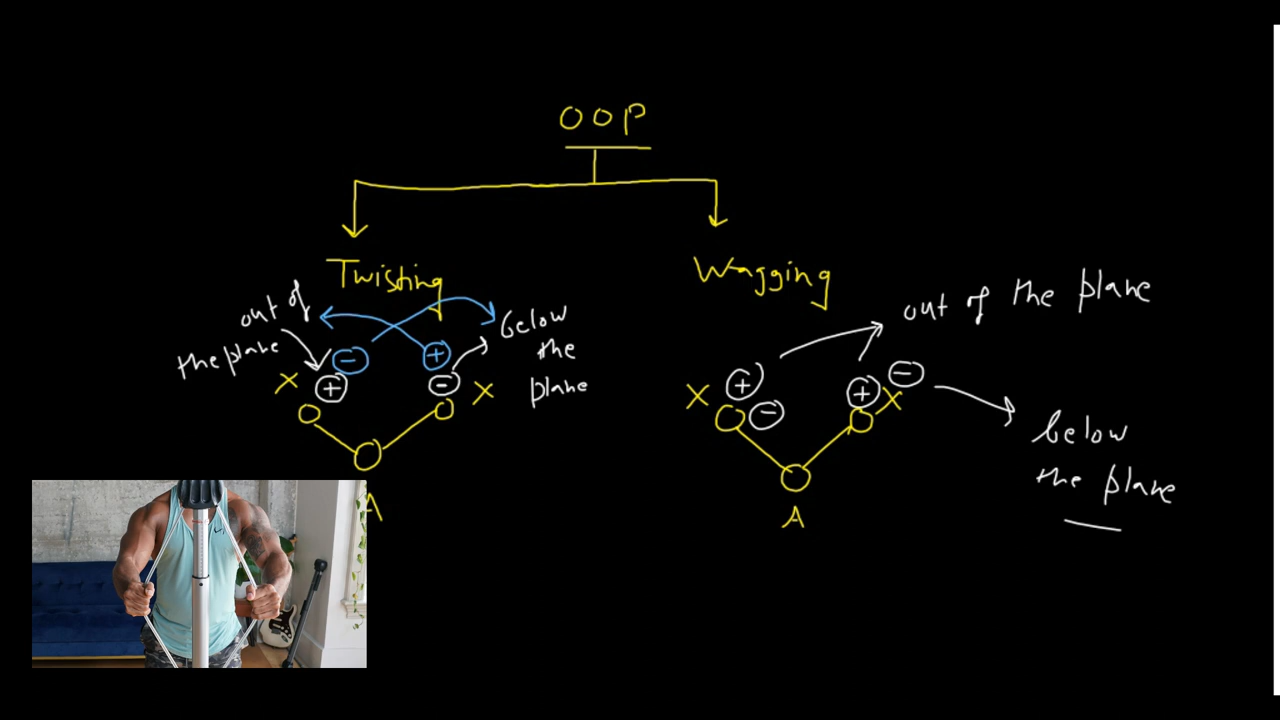 OOP
Twisting
Wagging
out of
the plane
below
the
plane
out of the plane
- +
X + - X
X + - + - X
below
the plane
A
A